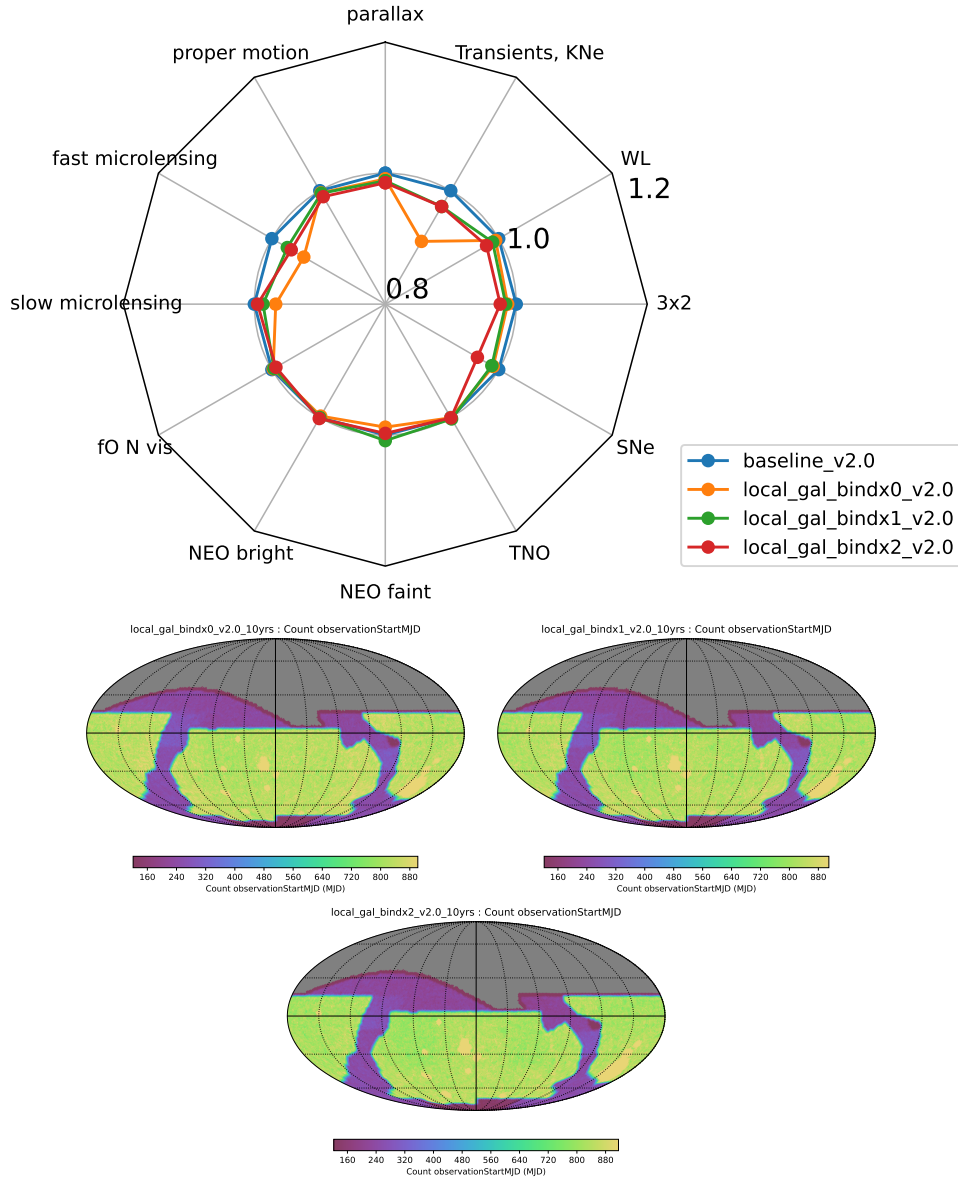 parallax
proper motion
Transients, KNe
fast microlensing
WL
1.2
1.0
0.8
slow microlensing
3x2
fO N vis
SNe
NEO bright
TNO
NEO faint
baseline_v2.0
local_gal_bindx0_v2.0
local_gal_bindx1_v2.0
local_gal_bindx2_v2.0
local_gal_bindx0_v2.0_10yrs : Count observationStartMJD
160 240 320 400 480 560 640 720 800 880
Count observationStartMJD (MJD)
local_gal_bindx1_v2.0_10yrs : Count observationStartMJD
160 240 320 400 480 560 640 720 800 880
Count observationStartMJD (MJD)
local_gal_bindx2_v2.0_10yrs : Count observationStartMJD
160 240 320 400 480 560 640 720 800 880
Count observationStartMJD (MJD)